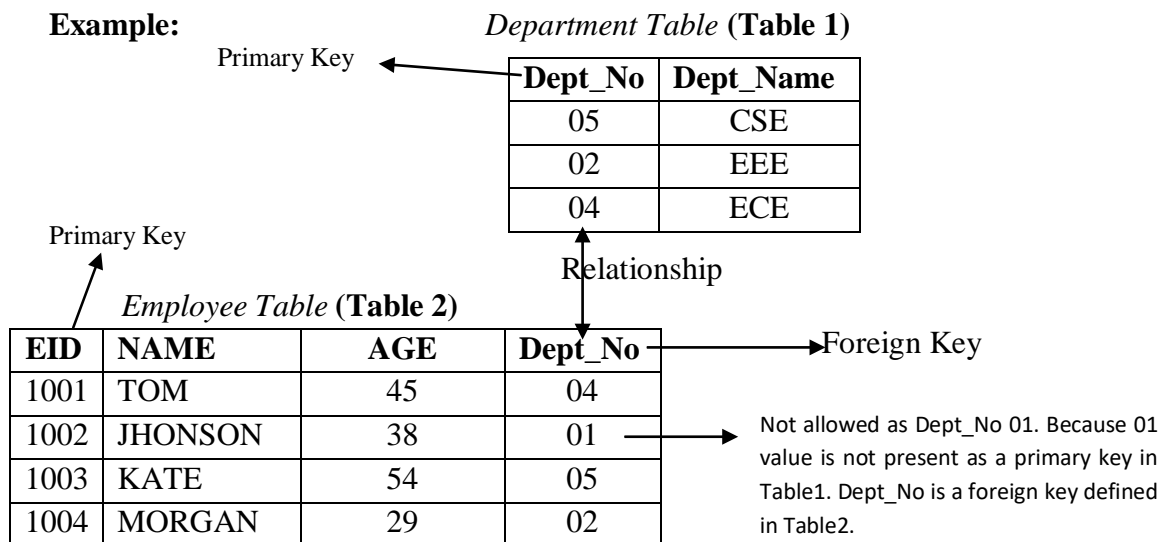 Example:
Department Table (Table 1)
Primary Key
Dept_No Dept_Name
05 CSE
02 EEE
04 ECE
Primary Key
Relationship
Employee Table (Table 2)
EID NAME AGE Dept_No
Foreign Key
1001 TOM 45 04
1002 JHONSON 38 01
1003 KATE 54 05
1004 MORGAN 29 02
Not allowed as Dept_No 01. Because 01
value is not present as a primary key in
Table1. Dept_No is a foreign key defined
in Table2.